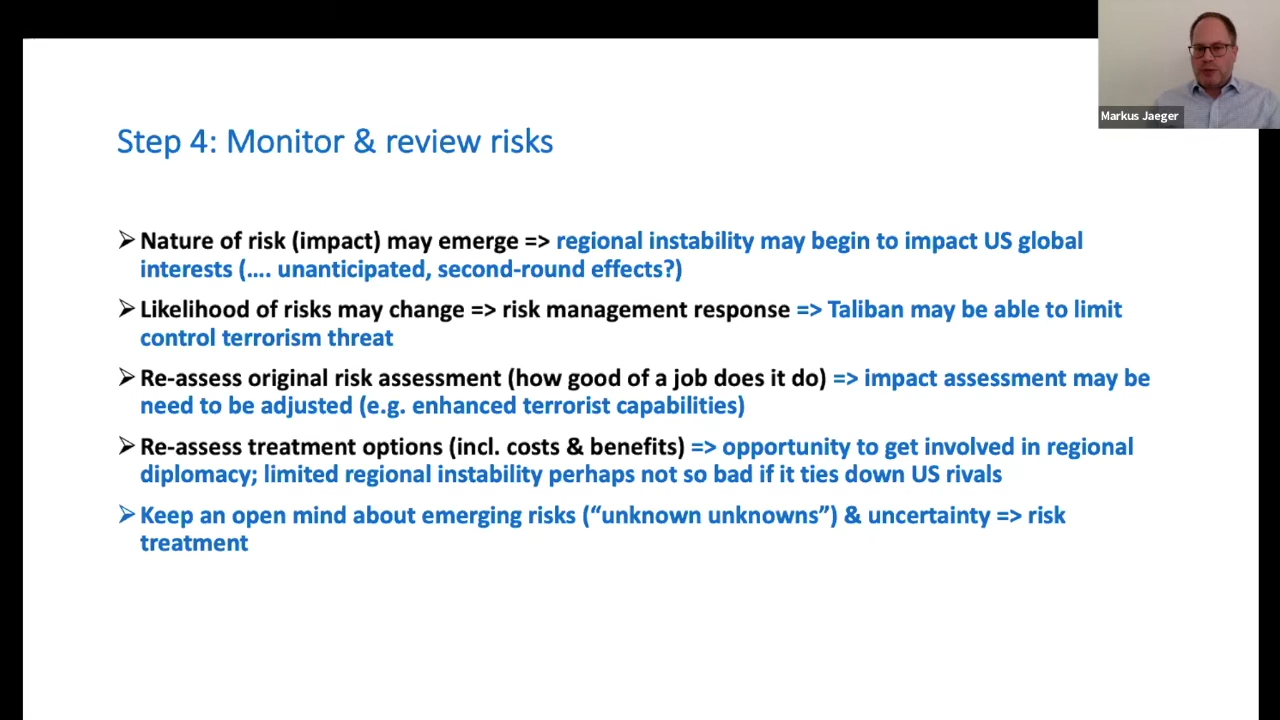 Markus Jaeger
Step 4: Monitor & review risks
➢ Nature of risk (impact) may emerge => regional instability may begin to impact US global
interests (…. unanticipated, second-round effects?)
➢ Likelihood of risks may change => risk management response => Taliban may be able to limit
control terrorism threat
➢ Re-assess original risk assessment (how good of a job does it do) => impact assessment may be
need to be adjusted (e.g. enhanced terrorist capabilities)
➢ Re-assess treatment options (incl. costs & benefits) => opportunity to get involved in regional
diplomacy; limited regional instability perhaps not so bad if it ties down US rivals
➢ Keep an open mind about emerging risks (“unknown unknowns”) & uncertainty => risk
treatment